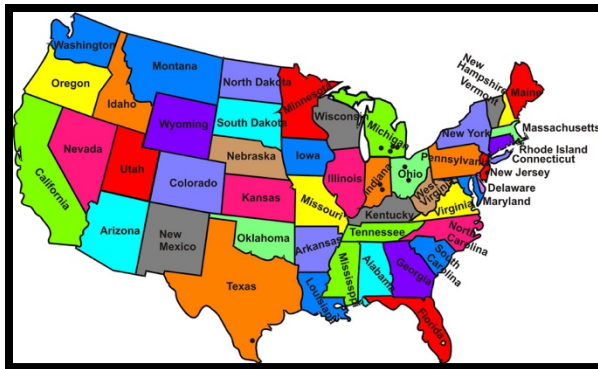 Washington
Oregon
California
Nevada
Idaho
Montana
Wyoming
Utah
Arizona
Colorado
New
Mexico
North Dakota
South Dakota
Nebraska
Kansas
Oklahoma
Texas
Minnesota
Iowa
Missouri
Arkansas
Louisiana
Wisconsin
Illinois
Michigan
Indiana
Ohio
Kentucky
Tennessee
Mississippi
Alabama
Georgia
Florida
South
Carolina
North
Carolina
Virginia
West
Virginia
Pennsylvania
New York
New
Hampshire
Vermont
Maine
Massachusetts
Rhode Island
Connecticut
New Jersey
Delaware
Maryland